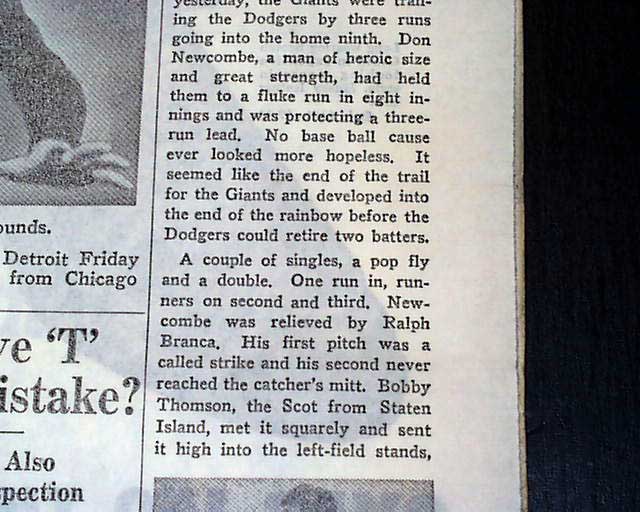 ounds.
Detroit Friday
from Chicago
ve 'T'
istake?
Also
pection
yesterday, the Giants were trail-
ing the Dodgers by three runs
going into the home ninth. Don
Newcombe, a man of heroic size
and great strength, had held
them to a fluke run in eight in-
nings and was protecting a three-
run lead. No base ball cause
ever looked more hopeless. It
seemed like the end of the trail
for the Giants and developed into
the end of the rainbow before the
Dodgers could retire two batters.
A couple of singles, a pop fly
and a double. One run in, run-
ners on second and third. New-
combe was relieved by Ralph
Branca. His first pitch was a
called strike and his second never
reached the catcher's mitt. Bobby
Thomson, the Scot from Staten
Island, met it squarely and sent
it high into the left-field stands,